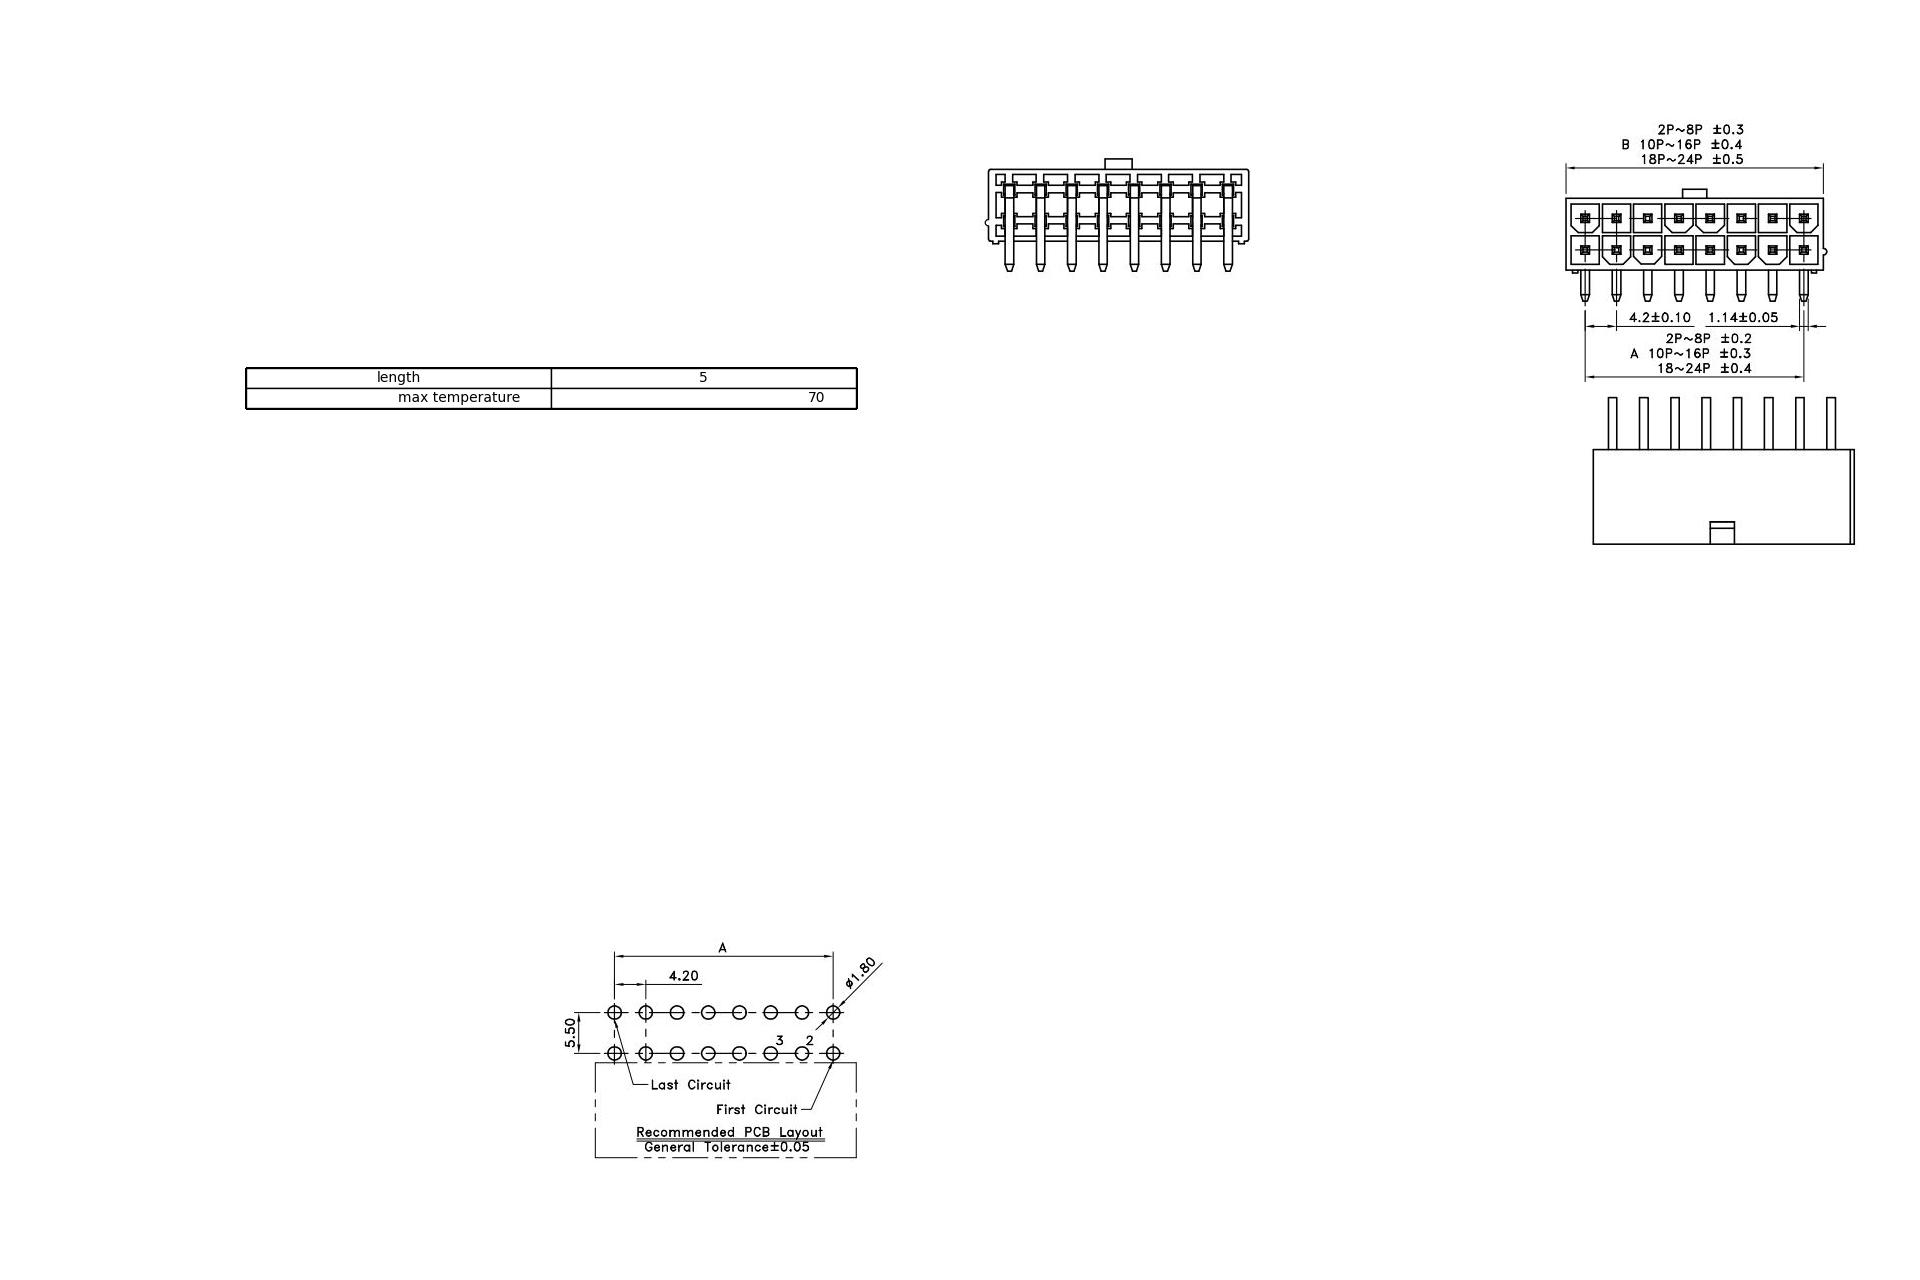 2P~8P ±0.3
B 10P~16P ±0.4
18P~24P ±0.5
4.2±0.10 1.14±0.05
2P~8P ±0.2
A 10P~16P ±0.3
18~24P ±0.4
length 5
max temperature 70
A
4.20
ø1.80
5.50
3 2
Last Circuit
First Circuit
Recommended PCB Layout
General Tolerance±0.05